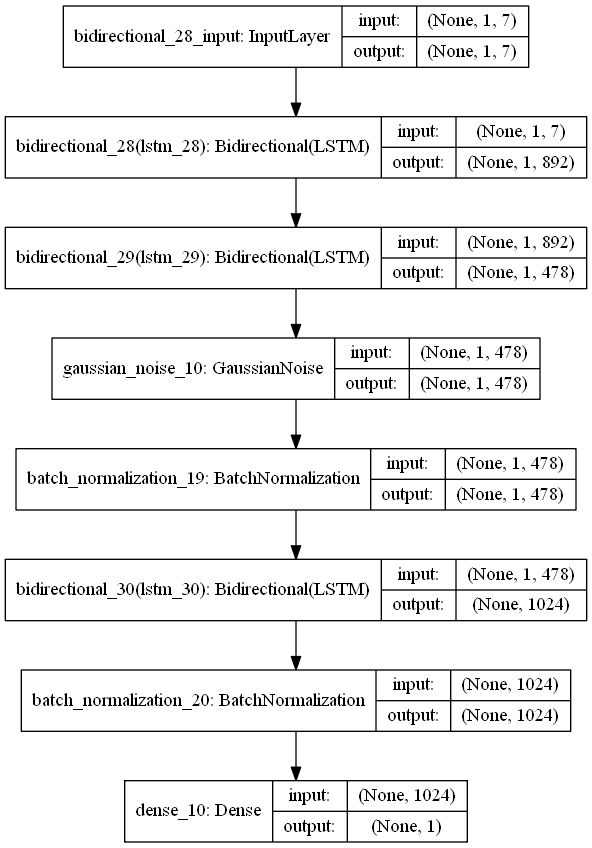 bidirectional_28_input: InputLayer input: (None, 1, 7)
output: (None, 1, 7)
bidirectional_28(lstm_28): Bidirectional(LSTM) input: (None, 1, 7)
output: (None, 1, 892)
bidirectional_29(lstm_29): Bidirectional(LSTM) input: (None, 1, 892)
output: (None, 1, 478)
gaussian_noise_10: GaussianNoise input: (None, 1, 478)
output: (None, 1, 478)
batch_normalization_19: BatchNormalization input: (None, 1, 478)
output: (None, 1, 478)
bidirectional_30(lstm_30): Bidirectional(LSTM) input: (None, 1, 478)
output: (None, 1024)
batch_normalization_20: BatchNormalization input: (None, 1024)
output: (None, 1024)
dense_10: Dense input: (None, 1024)
output: (None, 1)